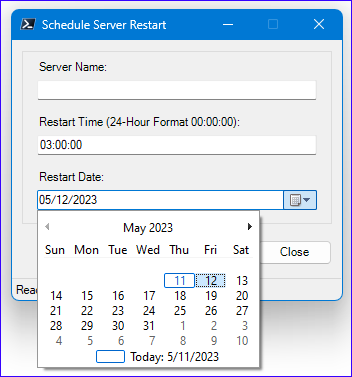 Schedule Server Restart
Server Name:
Restart Time (24-Hour Format 00:00:00):
03:00:00
Restart Date:
05/12/2023
May 2023
Sun Mon Tue Wed Thu Fri Sat
11 12 13
14 15 16 17 18 19 20
21 22 23 24 25 26 27
28 29 30 31 1 2 3
4 5 6 7 8 9 10
Today: 5/11/2023
Close
Read